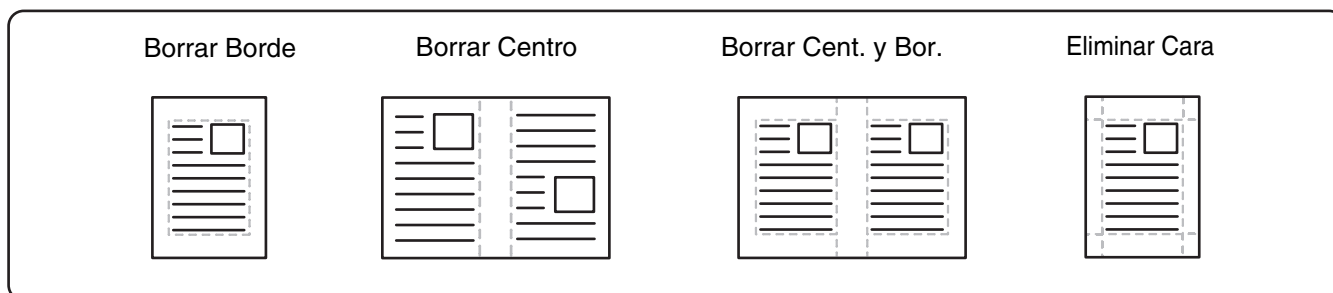 Borrar Borde
Borrar Centro
Borrar Cent. y Bor.
Eliminar Cara